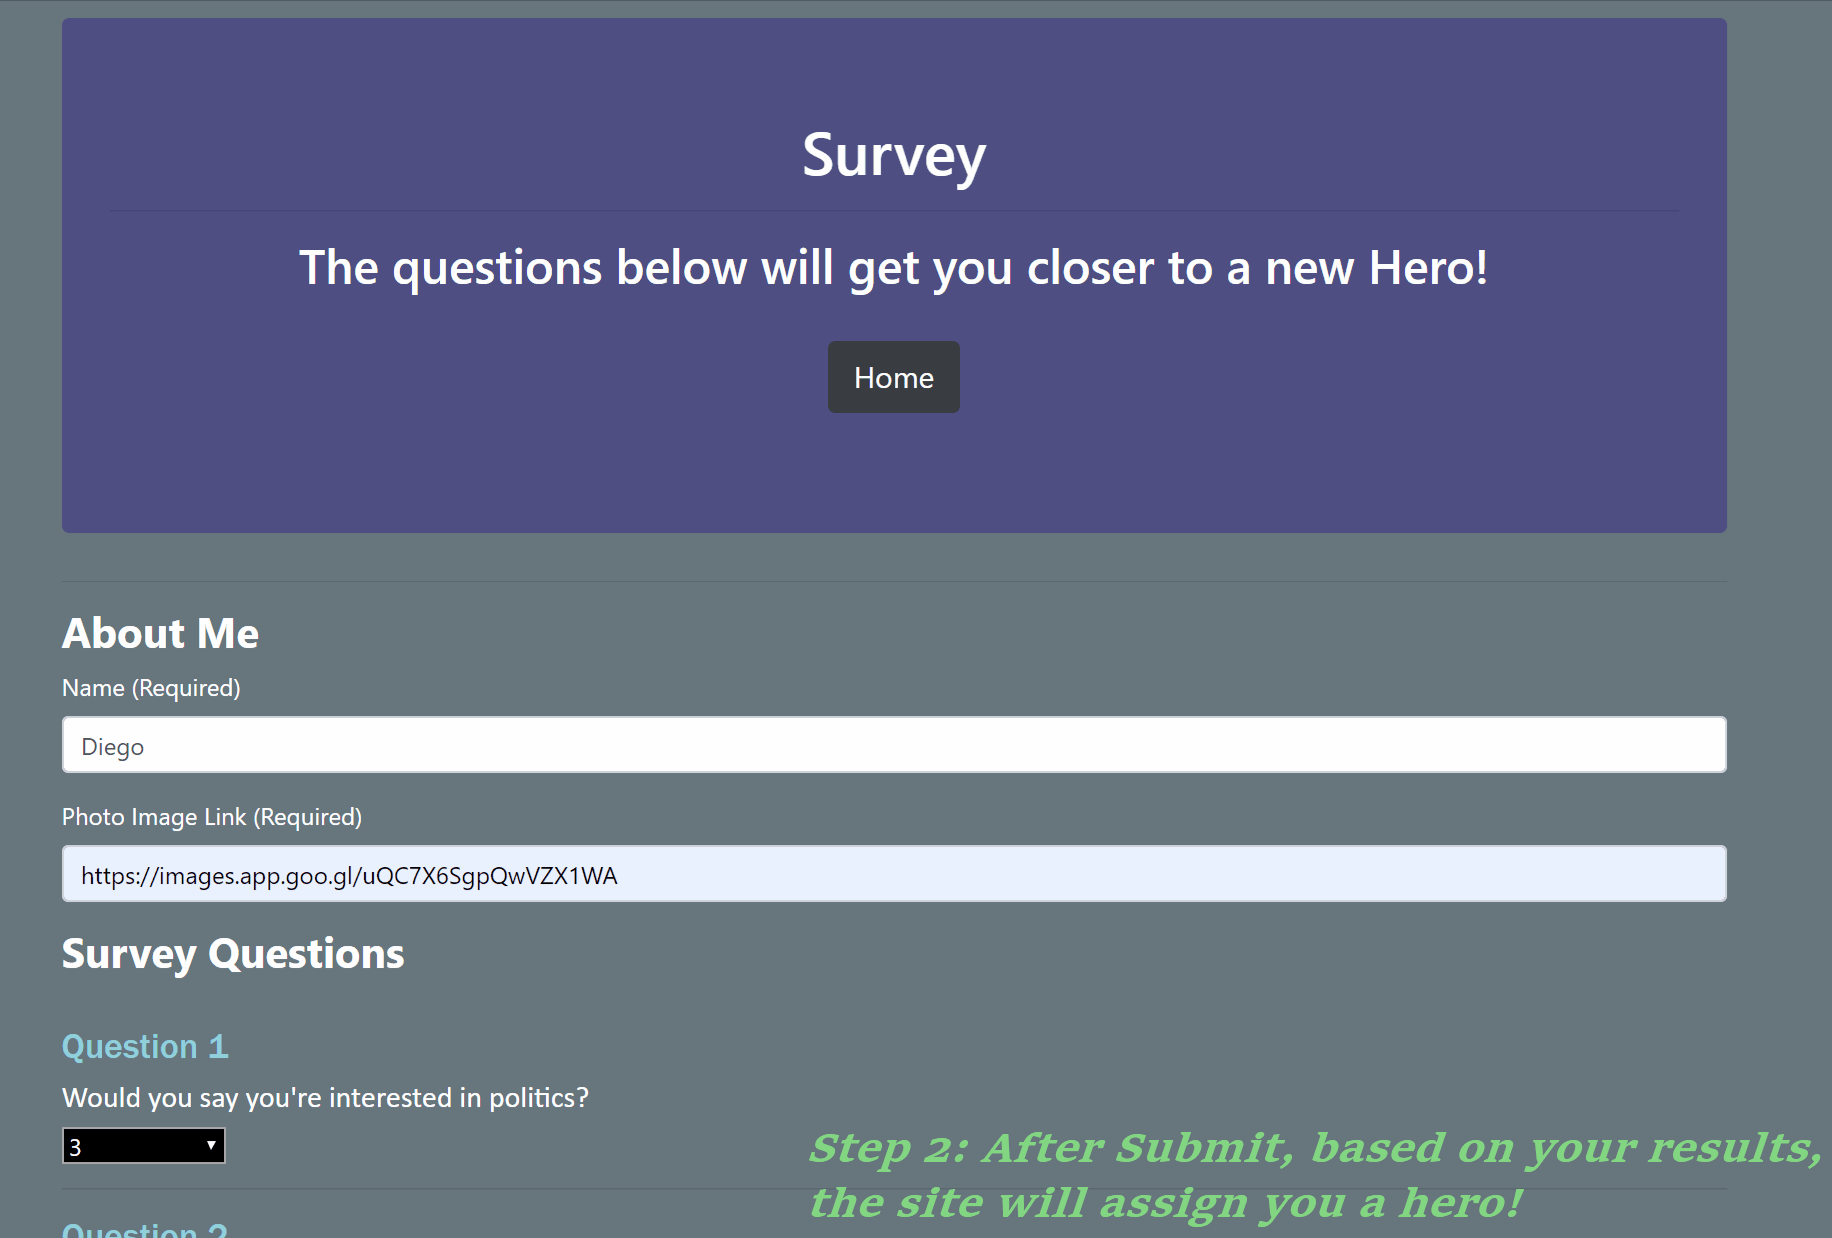 Survey
The questions below will get you closer to a new Hero!
Home
About Me
Name (Required)
Diego
Photo Image Link (Required)
https://images.app.goo.gl/uQC7X6SgpQwVZX1WA
Survey Questions
Question 1
Would you say you're interested in politics?
3
Step 2: After Submit, based on your results,
the site will assign you a hero!
Question 2